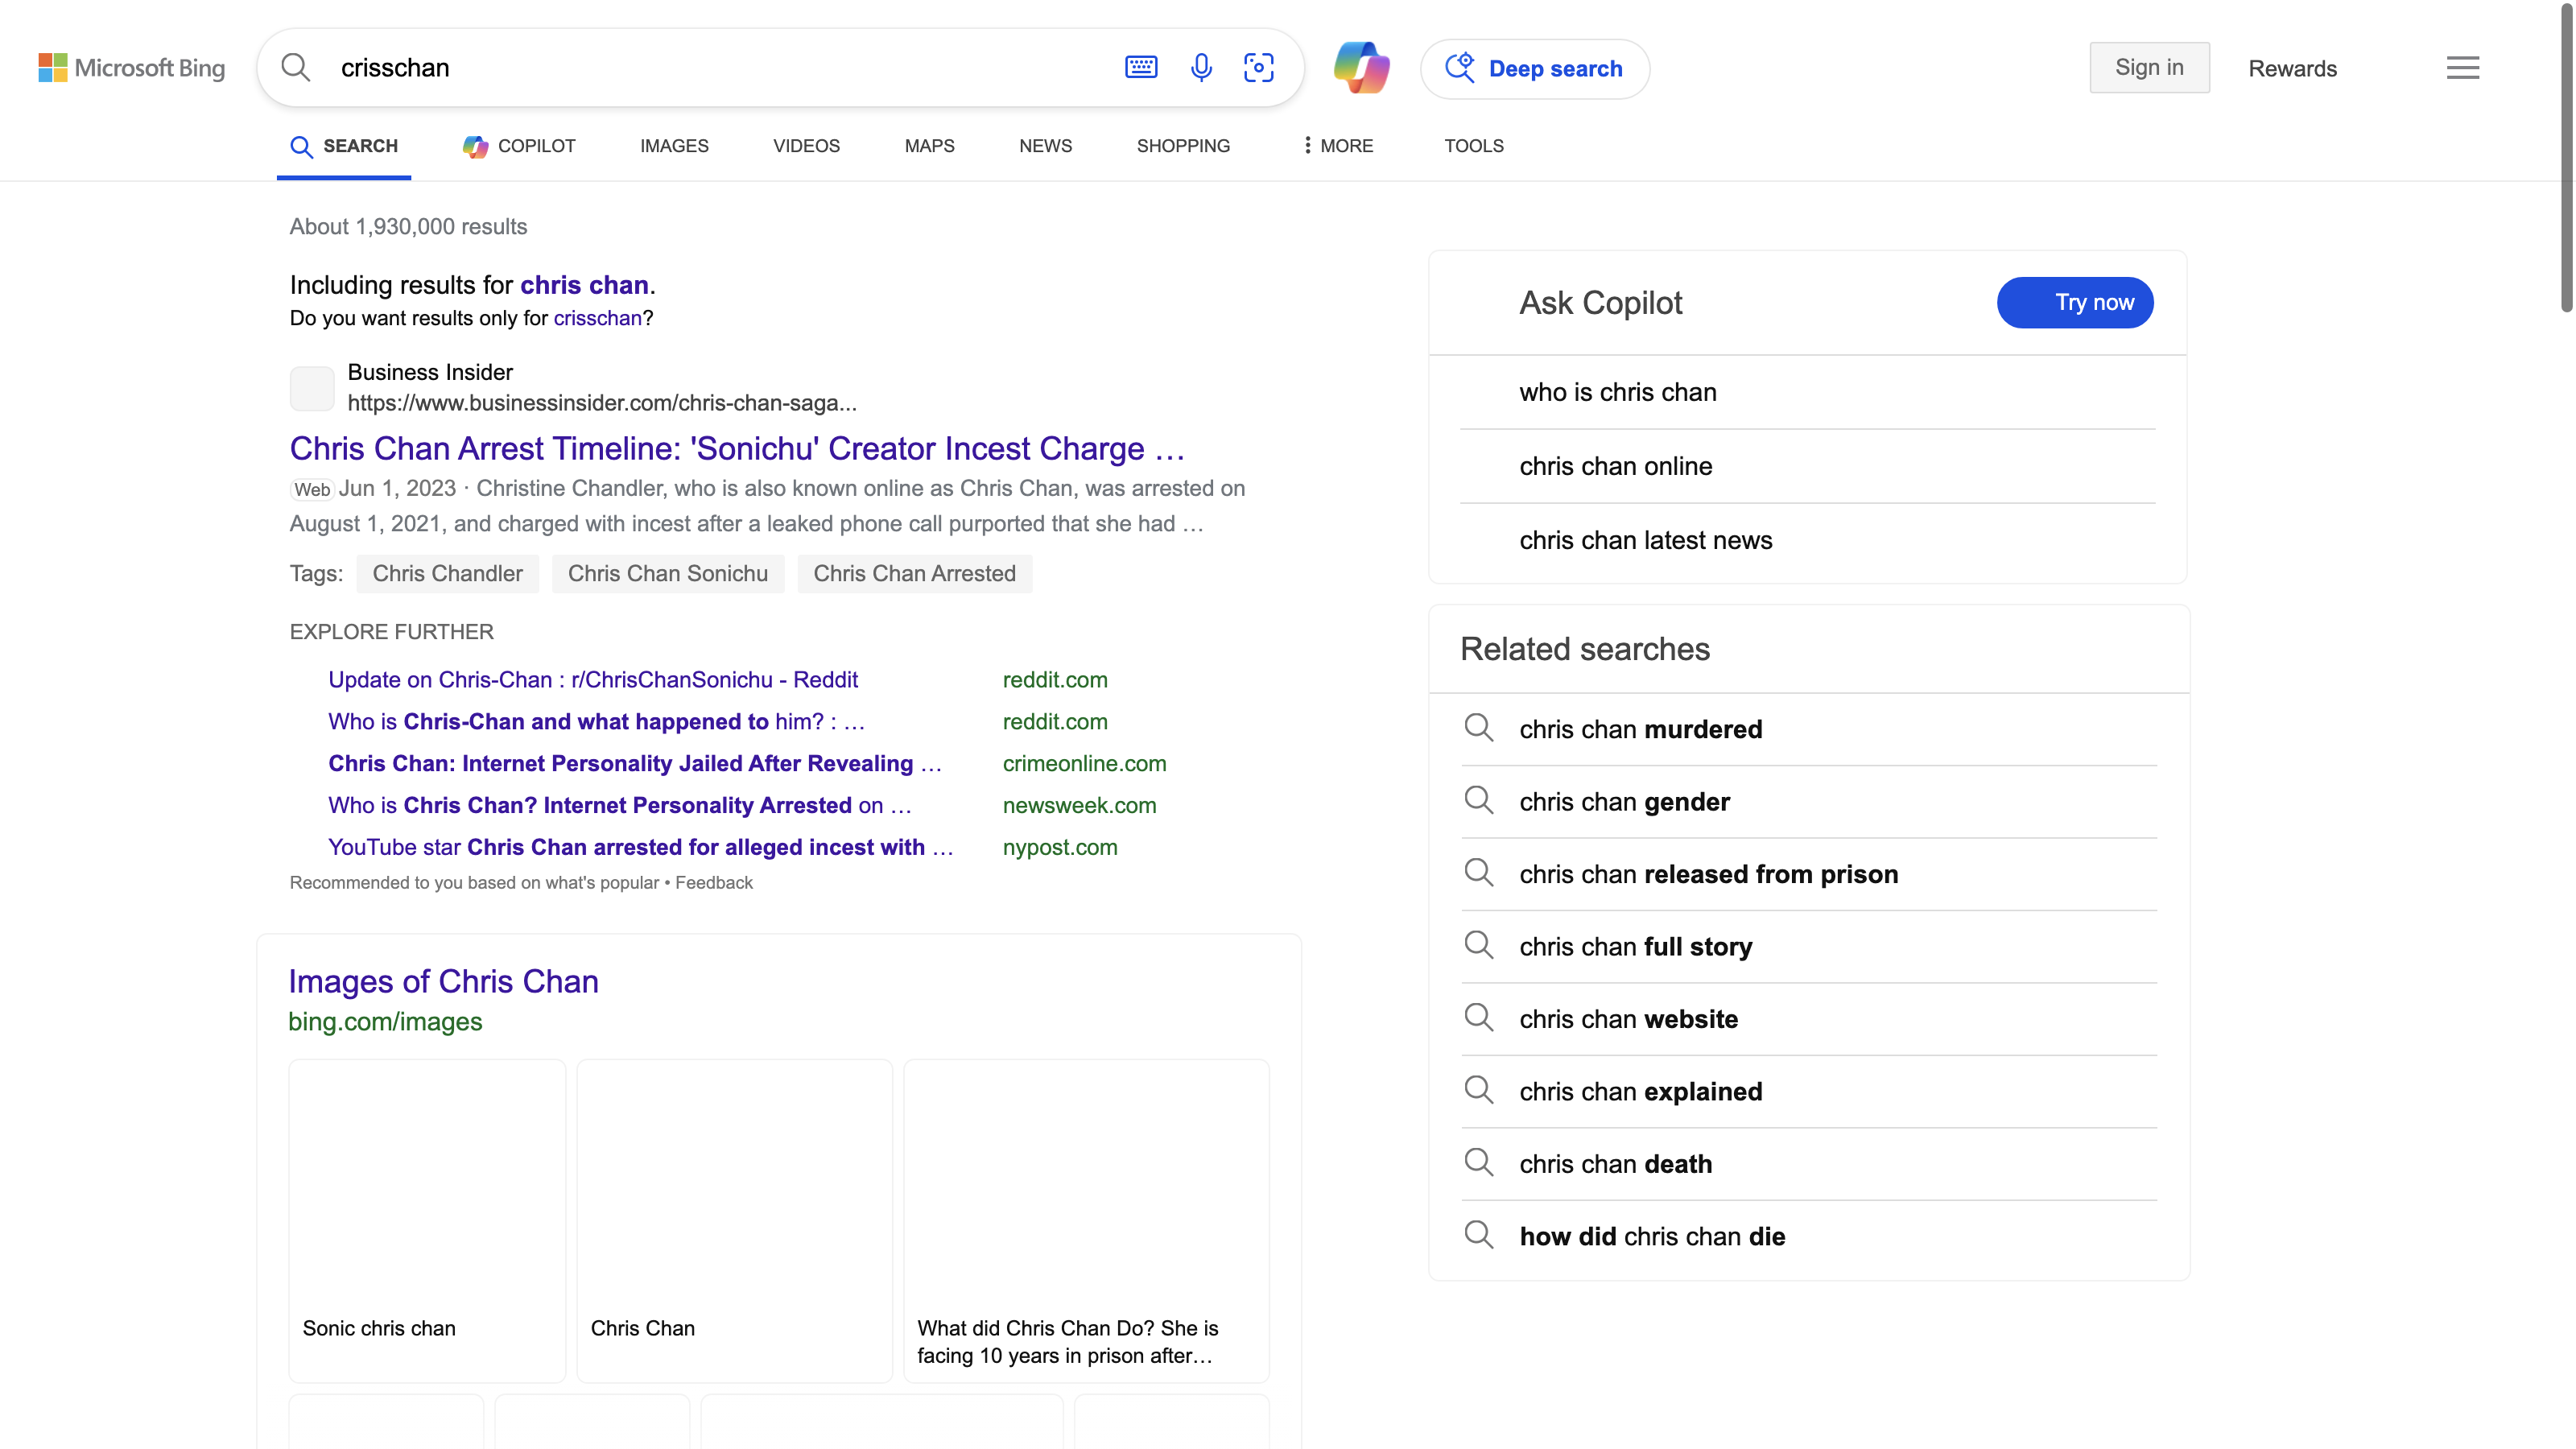 Microsoft Bing
crisschan
Deep search
Sign in
Rewards
SEARCH
COPILOT
IMAGES
VIDEOS
MAPS
NEWS
SHOPPING
MORE
TOOLS
About 1,930,000 results
Including results for chris chan.
Do you want results only for crisschan?
Business Insider
https://www.businessinsider.com/chris-chan-saga...
Chris Chan Arrest Timeline: 'Sonichu' Creator Incest Charge …
Web Jun 1, 2023 · Christine Chandler, who is also known online as Chris Chan, was arrested on
August 1, 2021, and charged with incest after a leaked phone call purported that she had …
Tags: Chris Chandler Chris Chan Sonichu Chris Chan Arrested
EXPLORE FURTHER
Update on Chris-Chan : r/ChrisChanSonichu - Reddit reddit.com
Who is Chris-Chan and what happened to him? : … reddit.com
Chris Chan: Internet Personality Jailed After Revealing … crimeonline.com
Who is Chris Chan? Internet Personality Arrested on … newsweek.com
YouTube star Chris Chan arrested for alleged incest with … nypost.com
Recommended to you based on what's popular • Feedback
Images of Chris Chan
bing.com/images
Sonic chris chan
Chris Chan
What did Chris Chan Do? She is
facing 10 years in prison after…
Ask Copilot
Try now
who is chris chan
chris chan online
chris chan latest news
Related searches
chris chan murdered
chris chan gender
chris chan released from prison
chris chan full story
chris chan website
chris chan explained
chris chan death
how did chris chan die